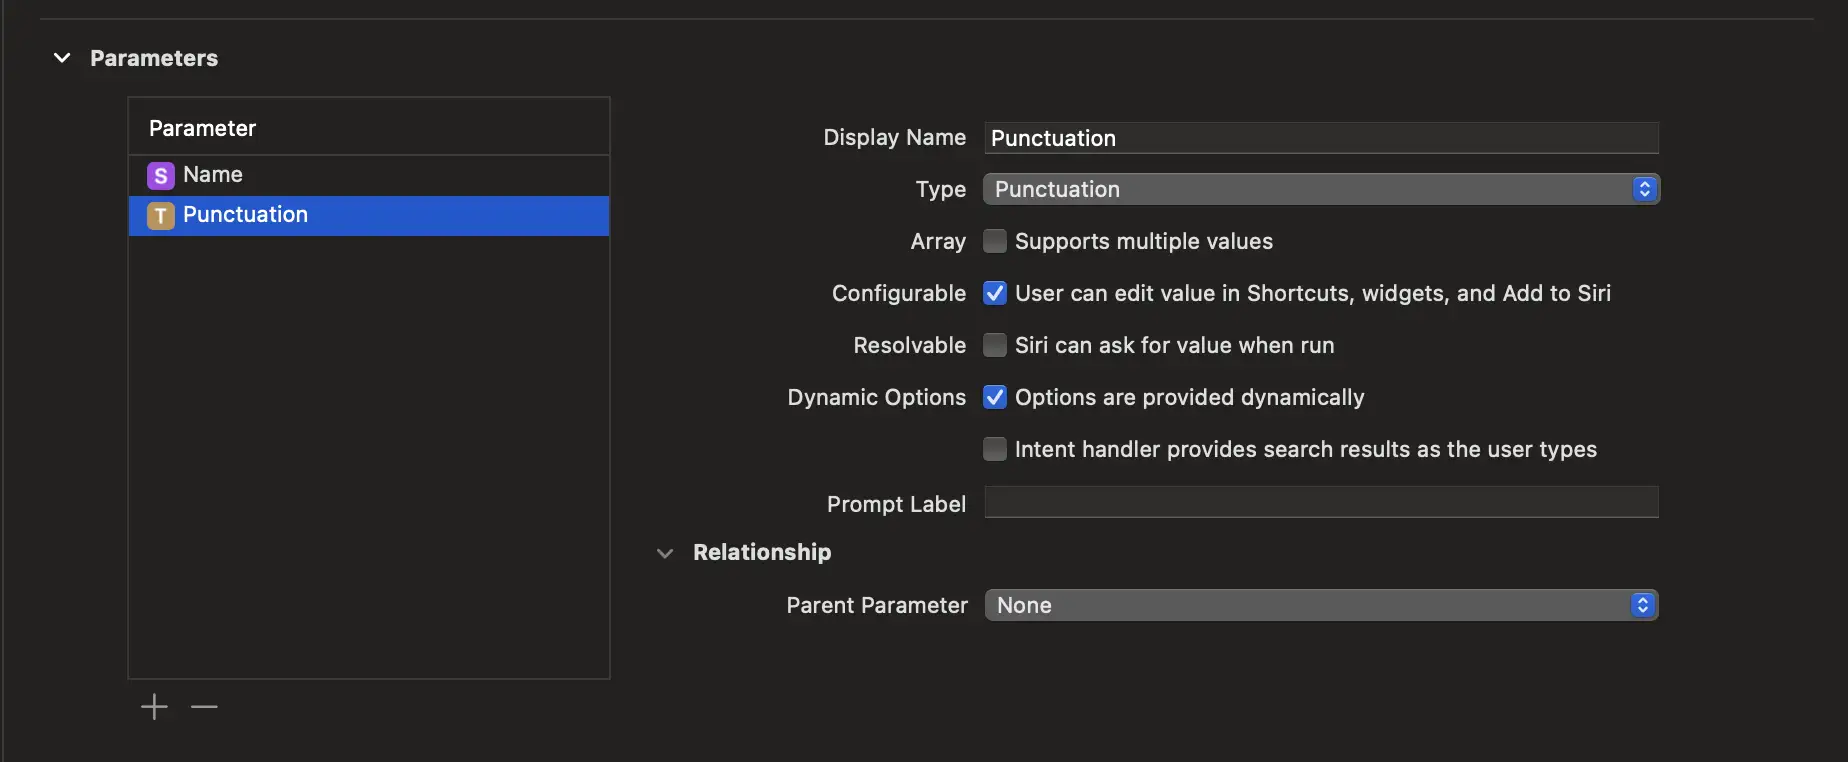 Parameters
Parameter
S Name
T Punctuation
Display Name Punctuation
Type Punctuation
Array Supports multiple values
Configurable User can edit value in Shortcuts, widgets, and Add to Siri
Resolvable Siri can ask for value when run
Dynamic Options Options are provided dynamically
Intent handler provides search results as the user types
Prompt Label
Relationship
Parent Parameter None